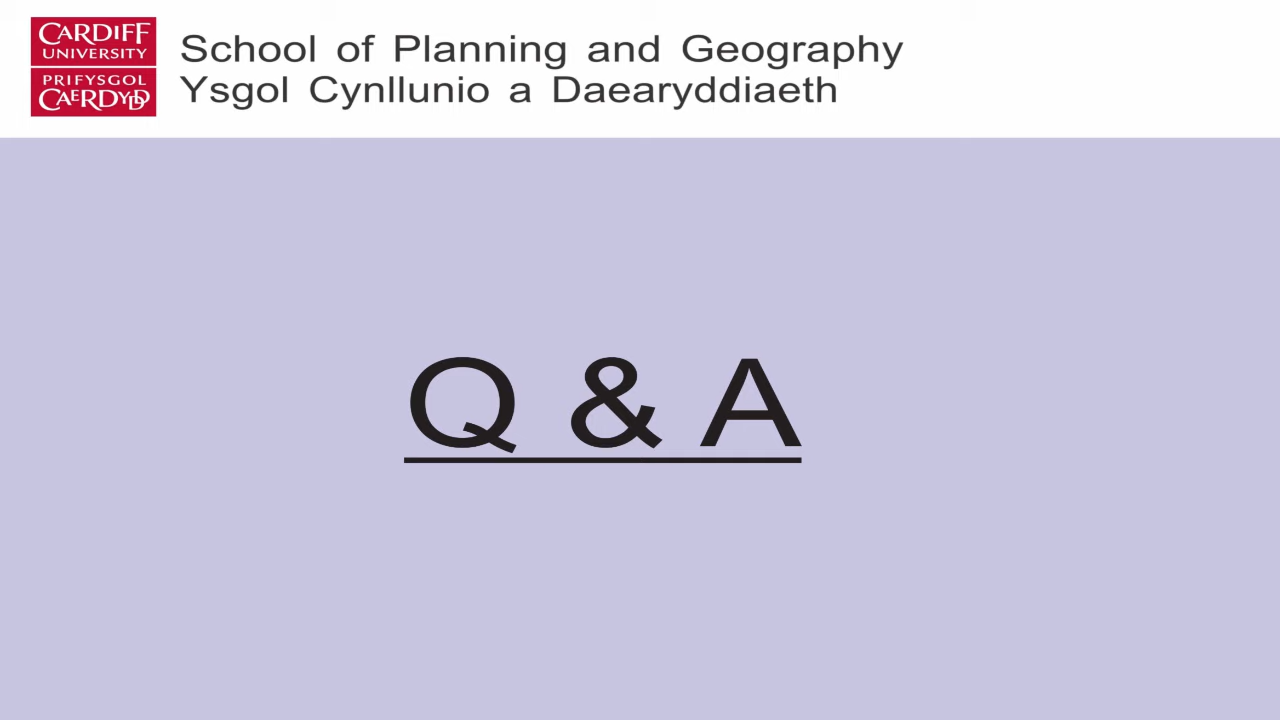 CARDIFF
UNIVERSITY
PRIFYSGOL
CAERDYDD
School of Planning and Geography
Ysgol Cynllunio a Daearyddiaeth
Q & A